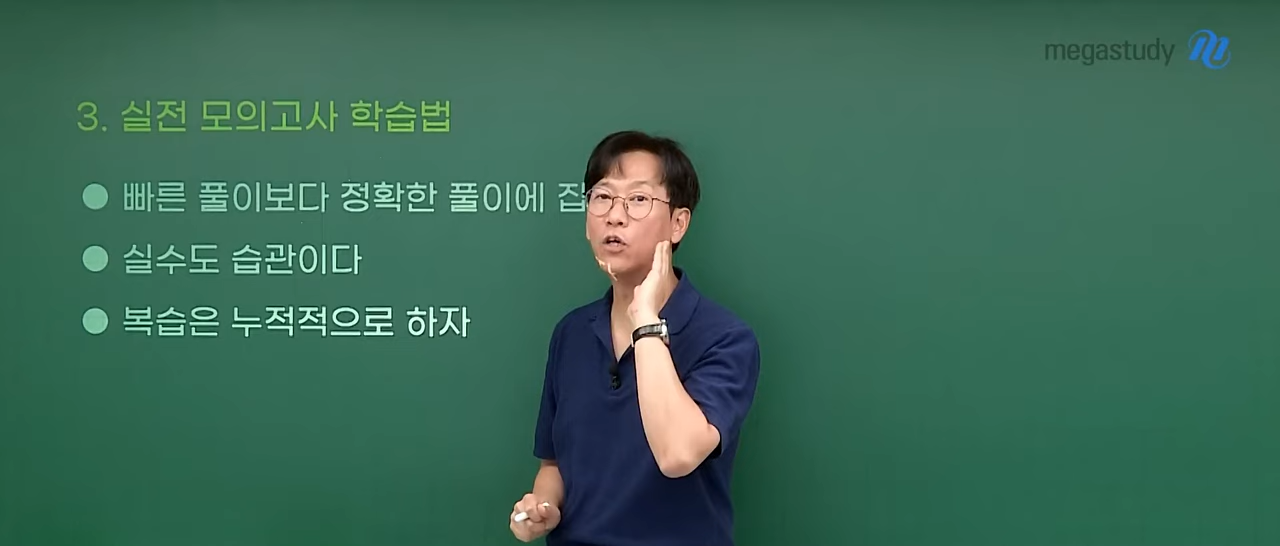 megastudy
3. 실전 모의고사 학습법
● 빠른 풀이보다 정확한 풀이에 집
● 실수도 습관이다
● 복습은 누적적으로 하자